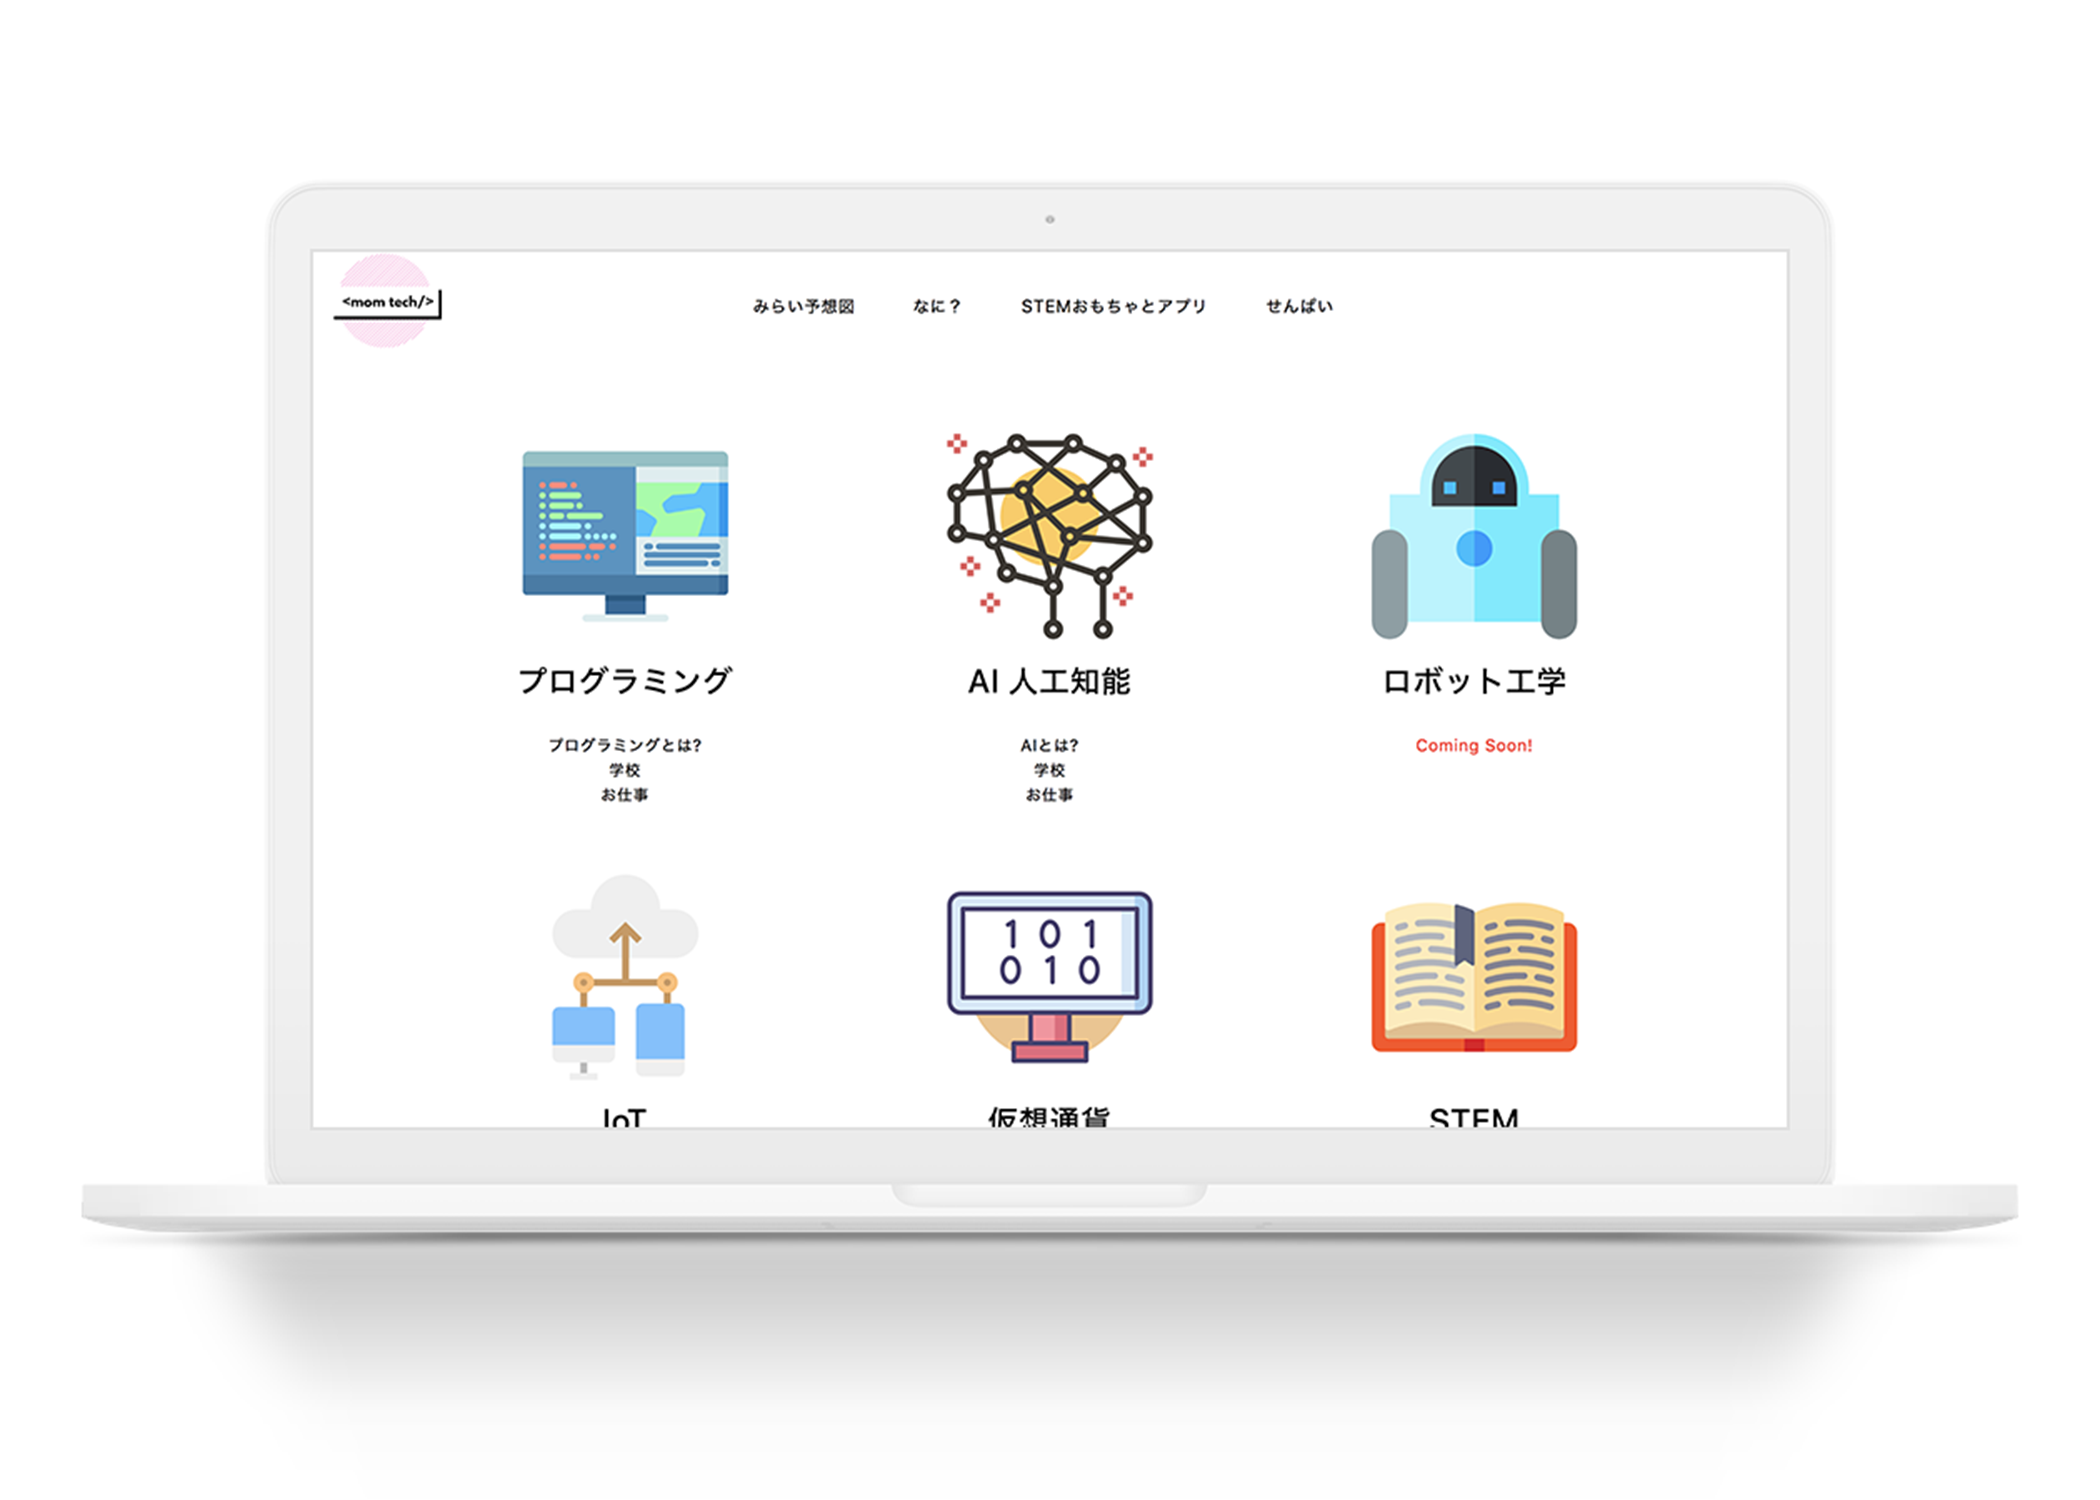 <mom tech/>
みらい予想図 なに？ STEMおもちゃとアプリ せんぱい
プログラミング
AI 人工知能
ロボット工学
プログラミングとは?
学校
お仕事
AIとは?
学校
お仕事
Coming Soon!
1 0 1
0 1 0
IoT
仮想通貨
STEM